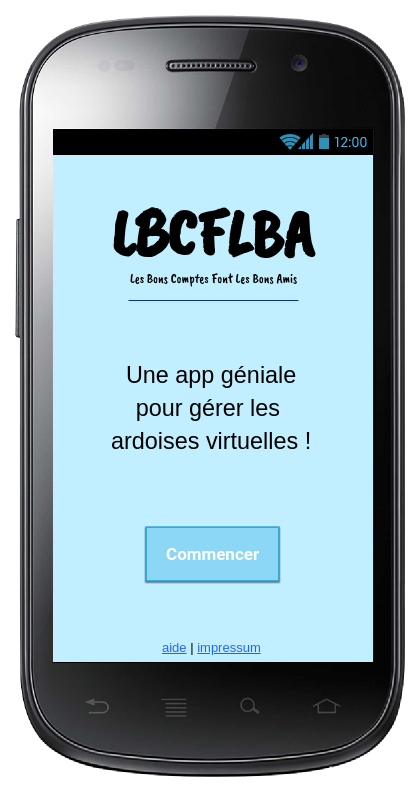 12:00
LBCFLBA
Les Bons Comptes Font Les Bons Amis
Une app géniale
pour gérer les
ardoises virtuelles !
Commencer
aide | impressum